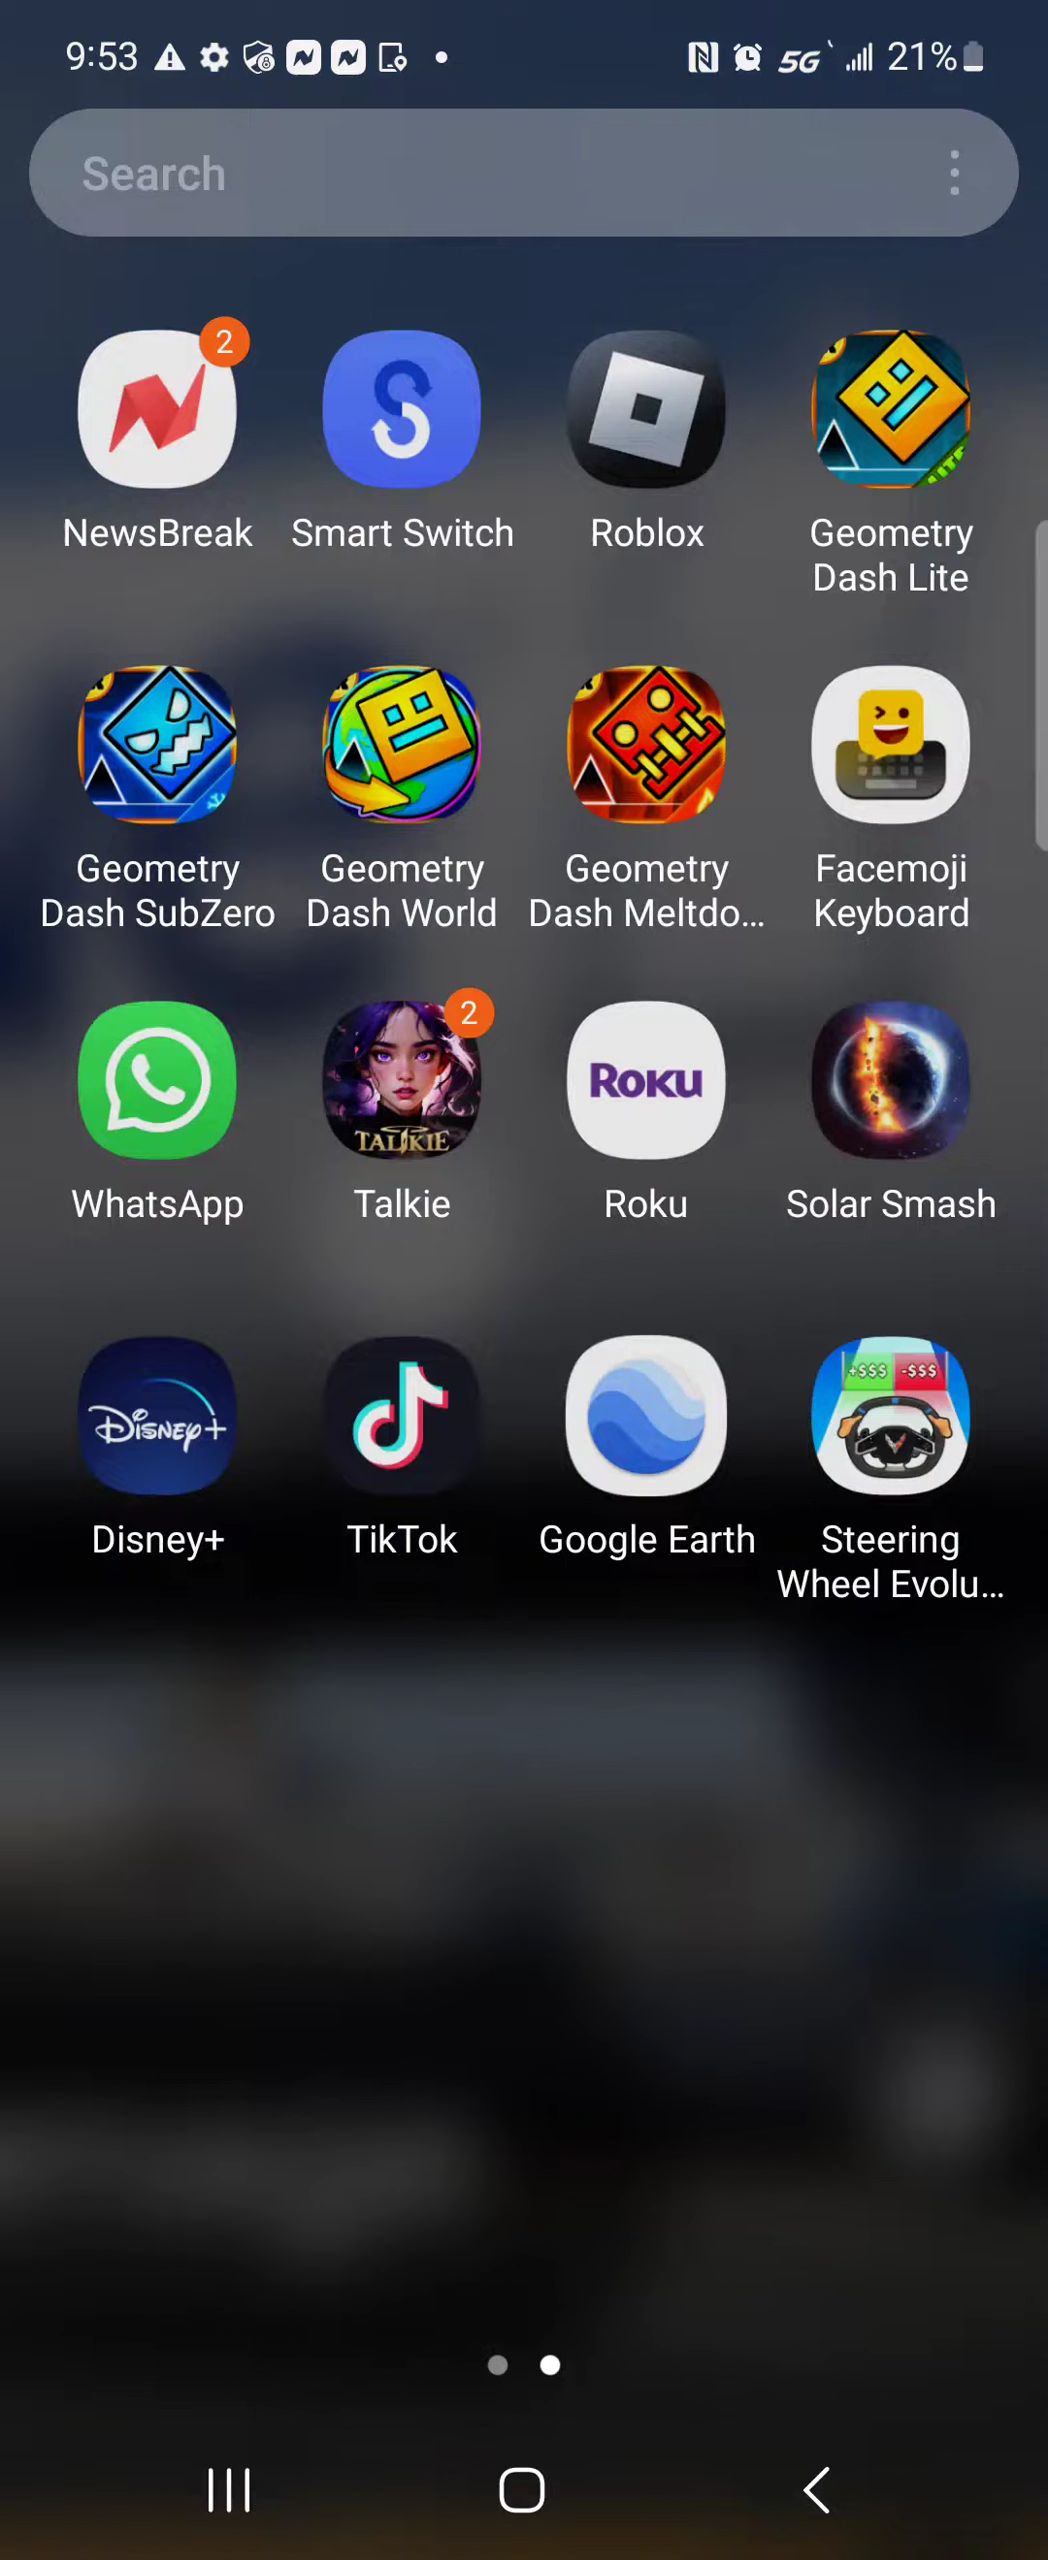 9:53
5G 21%
Search
2
NewsBreak Smart Switch Roblox Geometry
Dash Lite
Geometry Geometry Geometry Facemoji
Dash SubZero Dash World Dash Meltdo... Keyboard
2
TALKIE
ROKU
WhatsApp Talkie Roku Solar Smash
+$$$ -$$$
Disney+
Disney+ TikTok Google Earth Steering
Wheel Evolu...